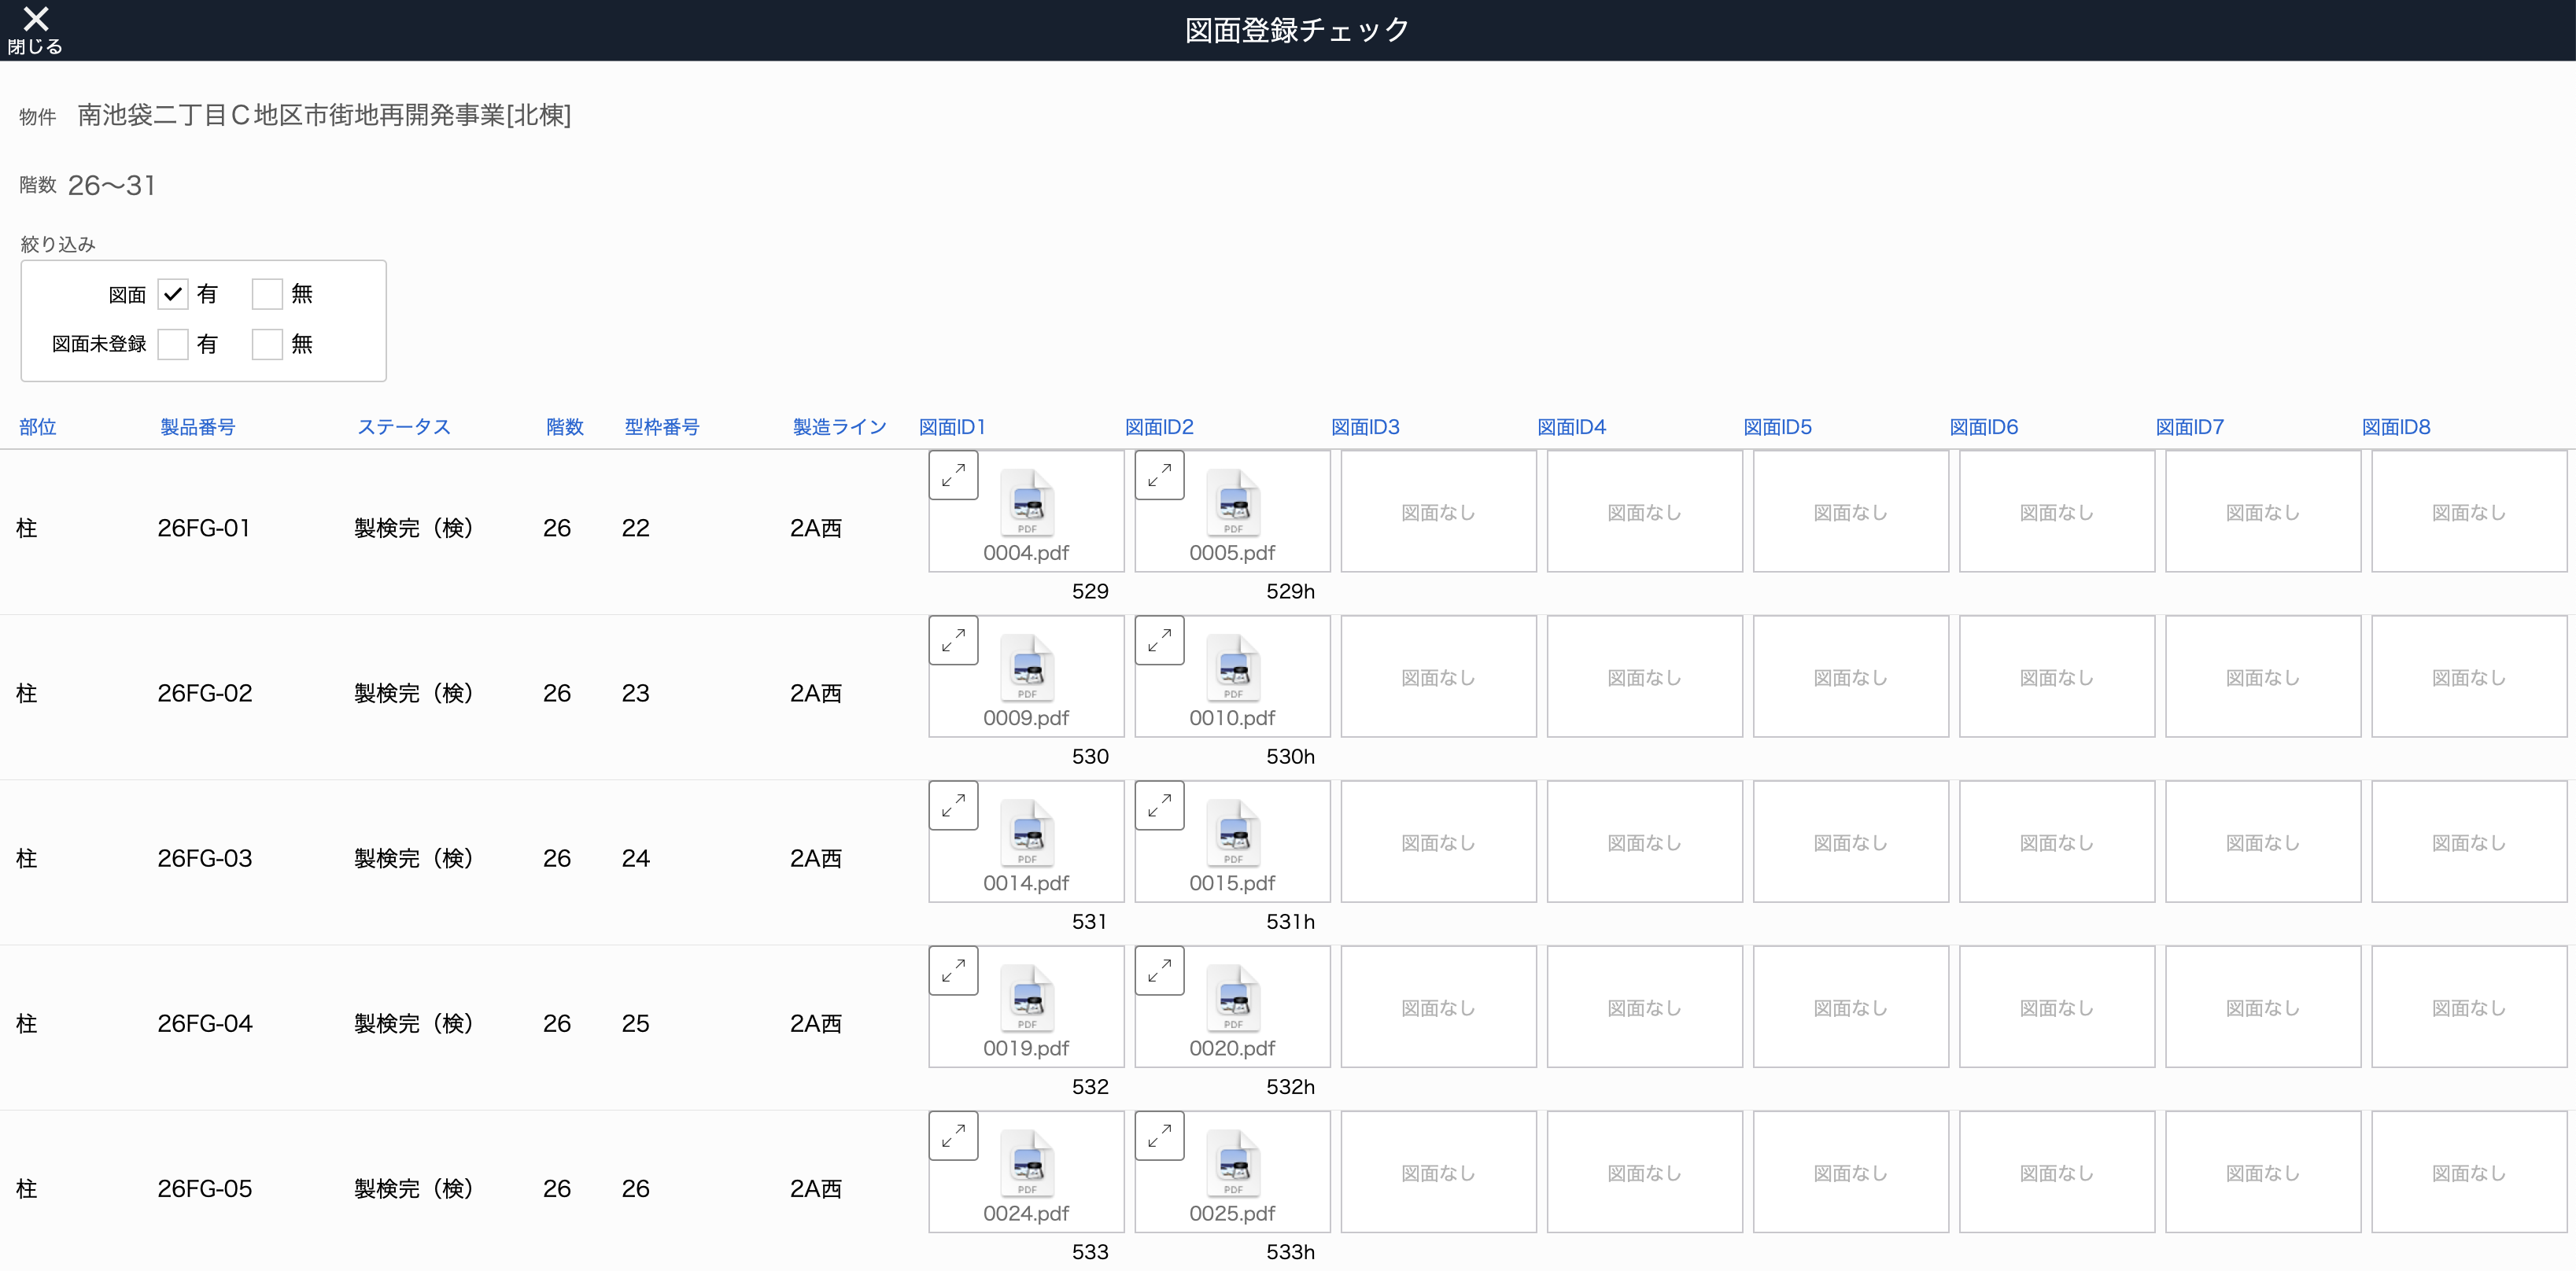 閉じる
図面登録チェック
物件 南池袋二丁目C地区市街地再開発事業[北棟]
階数 26〜31
絞り込み
図面 有 無
図面未登録 有 無
部位 製品番号 ステータス 階数 型枠番号 製造ライン 図面ID1 図面ID2 図面ID3 図面ID4 図面ID5 図面ID6 図面ID7 図面ID8
柱 26FG-01 製検完（検） 26 22 2A西 PDF PDF 図面なし 図面なし 図面なし 図面なし 図面なし 図面なし
0004.pdf 0005.pdf
529 529h
柱 26FG-02 製検完（検） 26 23 2A西 PDF PDF 図面なし 図面なし 図面なし 図面なし 図面なし 図面なし
0009.pdf 0010.pdf
530 530h
柱 26FG-03 製検完（検） 26 24 2A西 PDF PDF 図面なし 図面なし 図面なし 図面なし 図面なし 図面なし
0014.pdf 0015.pdf
531 531h
柱 26FG-04 製検完（検） 26 25 2A西 PDF PDF 図面なし 図面なし 図面なし 図面なし 図面なし 図面なし
0019.pdf 0020.pdf
532 532h
柱 26FG-05 製検完（検） 26 26 2A西 PDF PDF 図面なし 図面なし 図面なし 図面なし 図面なし 図面なし
0024.pdf 0025.pdf
533 533h